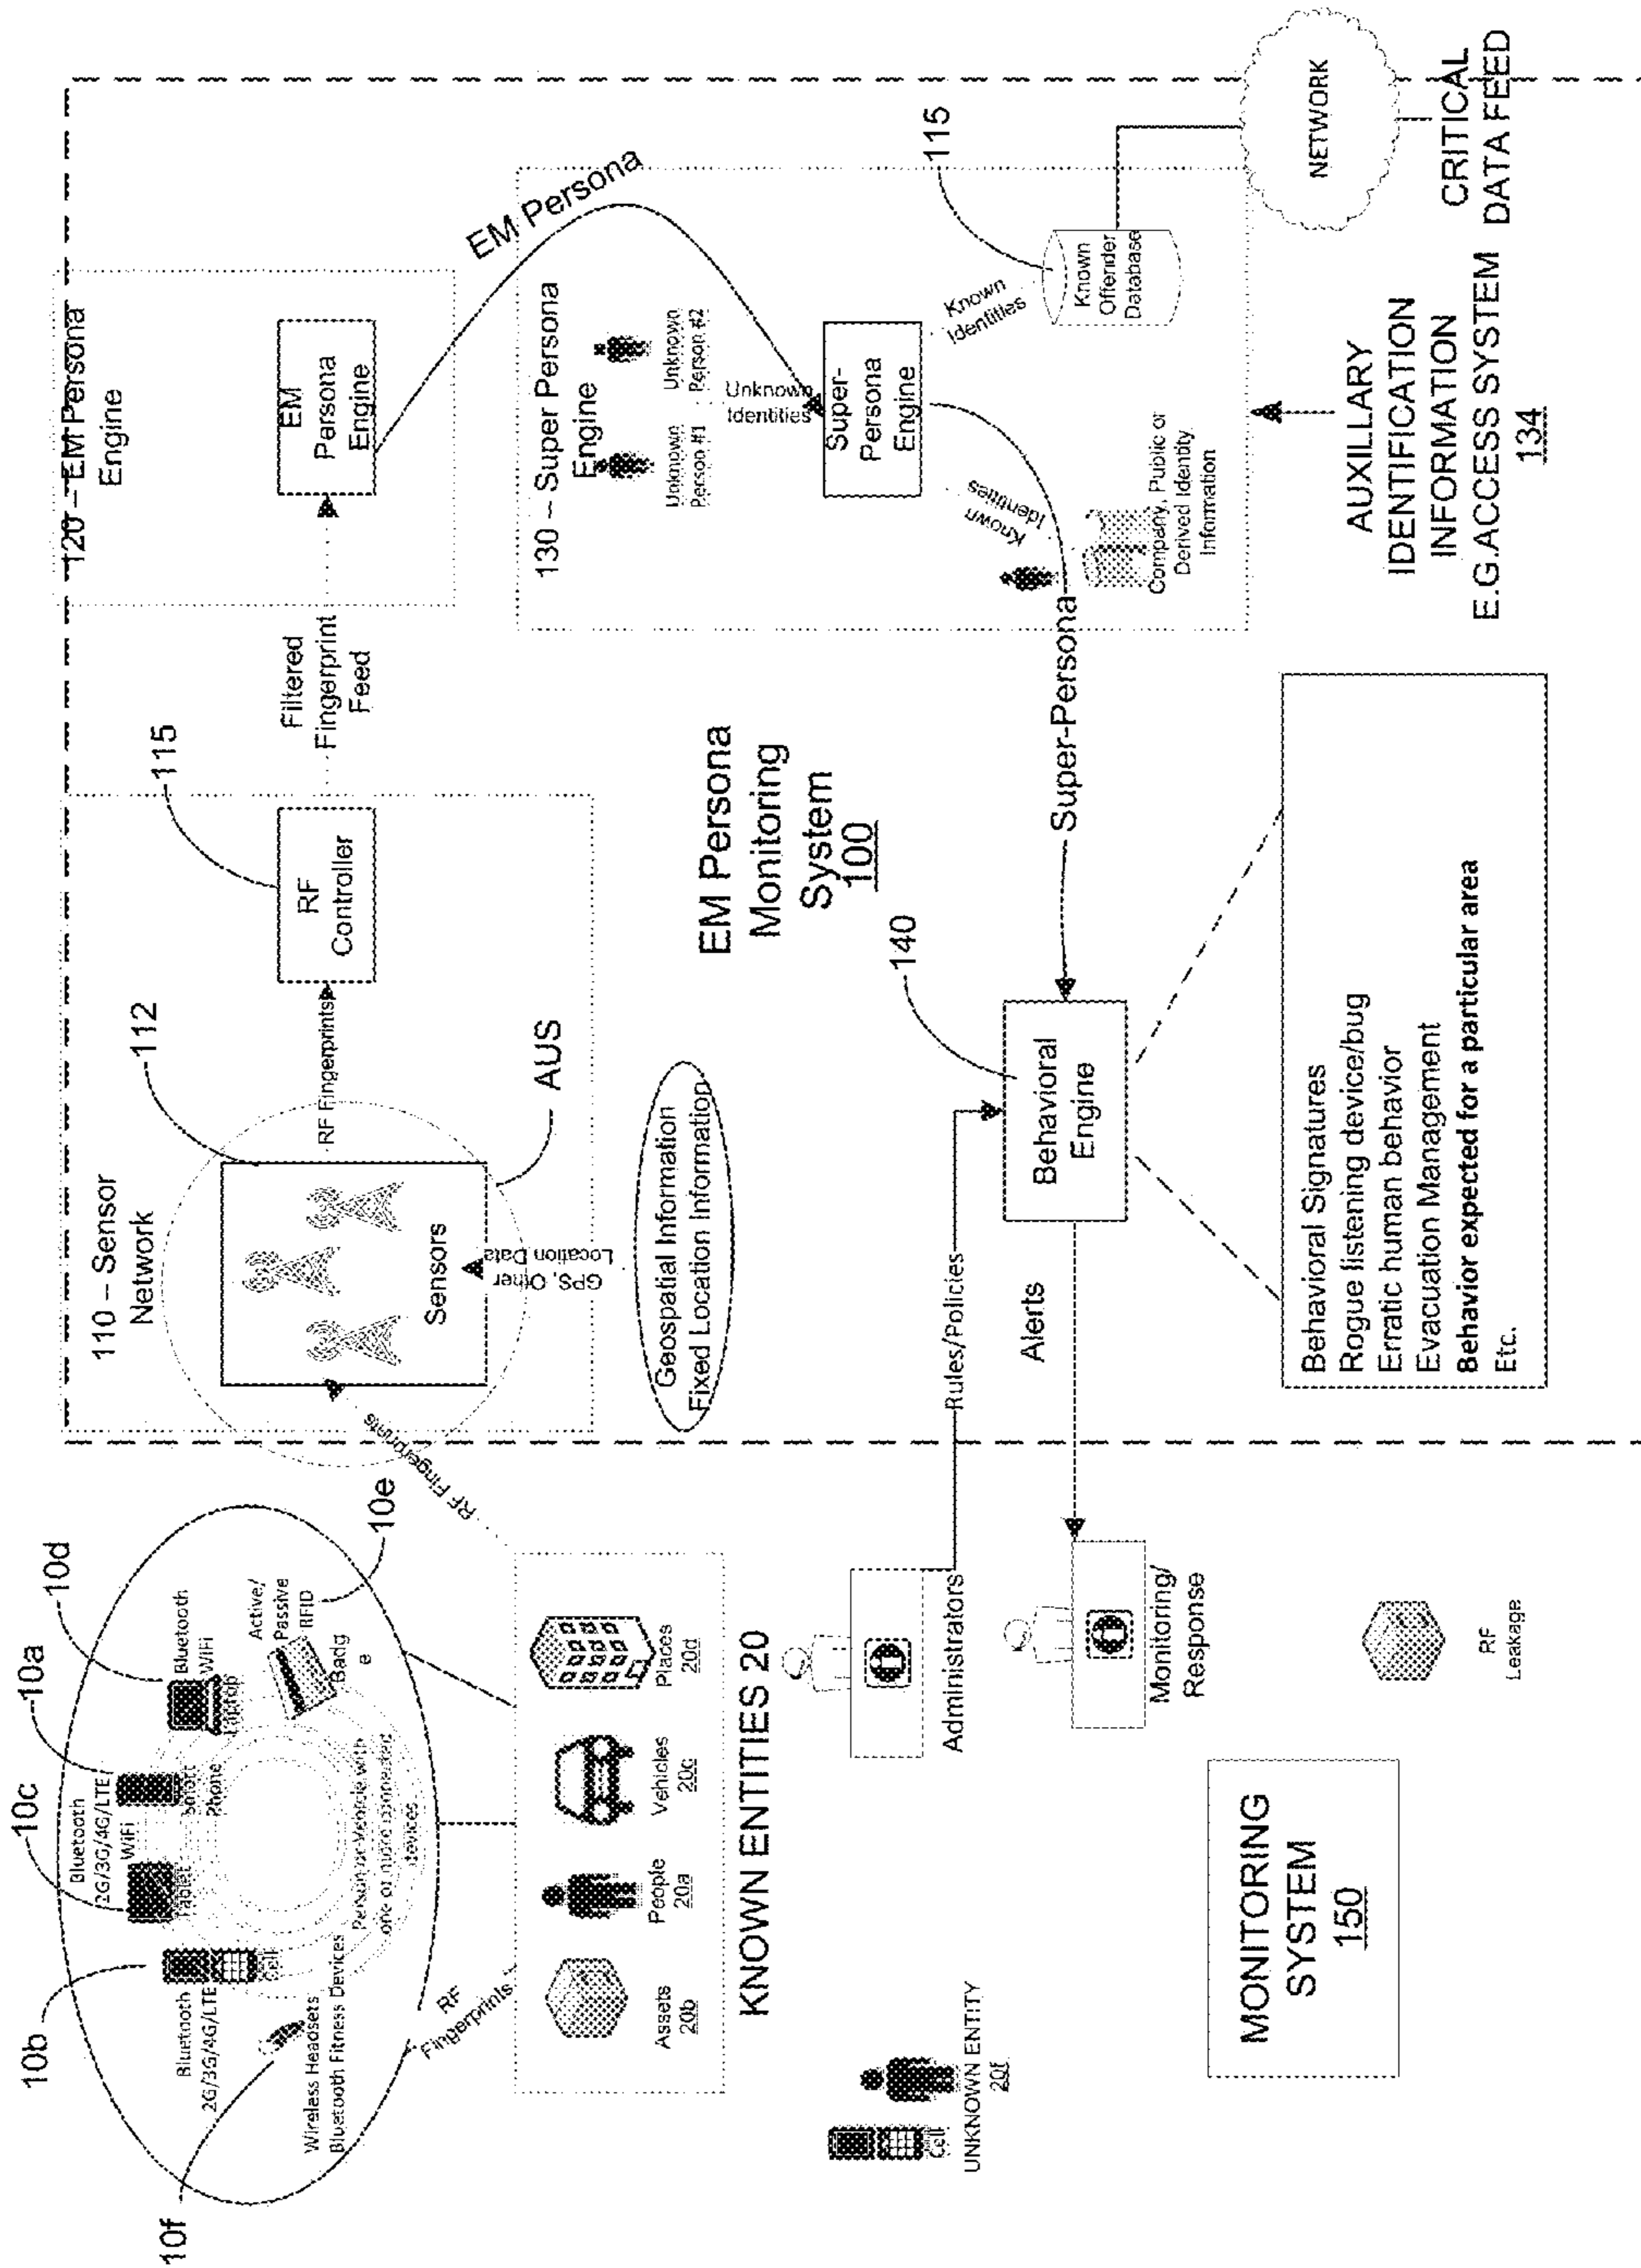 10b
10c
10a
10d
10e
10f
Bluetooth
2G/3G/4G/LTE
Cell
Bluetooth
2G/3G/4G/LTE
WiFi
Tablet
Smart
Phone
Bluetooth
WiFi
Laptop
Active/
Passive
RFID
Badg
e
Wireless Headsets
Bluetooth Fitness Devices
Person or Vehicle with
one or more connected
devices
RF
Fingerprints
RF Fingerprints
Assets
20b
People
20a
Vehicles
20c
Places
20d
KNOWN ENTITIES 20
Cell
UNKNOWN ENTITY
20f
Administrators
Monitoring/
Response
MONITORING
SYSTEM
150
RF
Leakage
110 – Sensor
Network
112
Sensors
GPS, Other
Location Data
AUS
Geospatial Information
Fixed Location Information
RF Fingerprints
RF
Controller
115
Filtered
Fingerprint
Feed
120 – EM Persona
Engine
EM
Persona
Engine
EM Persona
130 – Super Persona
Engine
Unknown
Person #1
Unknown
Person #2
Unknown
Identities
Super-
Persona
Engine
Known
Identities
Known
Identities
Known
Offender
Database
115
Company, Public or
Derived Identity
Information
Super-Persona
EM Persona
Monitoring
System
100
140
Behavioral
Engine
Rules/Policies
Alerts
Behavioral Signatures
Rogue listening device/bug
Erratic human behavior
Evacuation Management
Behavior expected for a particular area
Etc.
NETWORK
CRITICAL
DATA FEED
AUXILLARY
IDENTIFICATION
INFORMATION
E.G.ACCESS SYSTEM
134